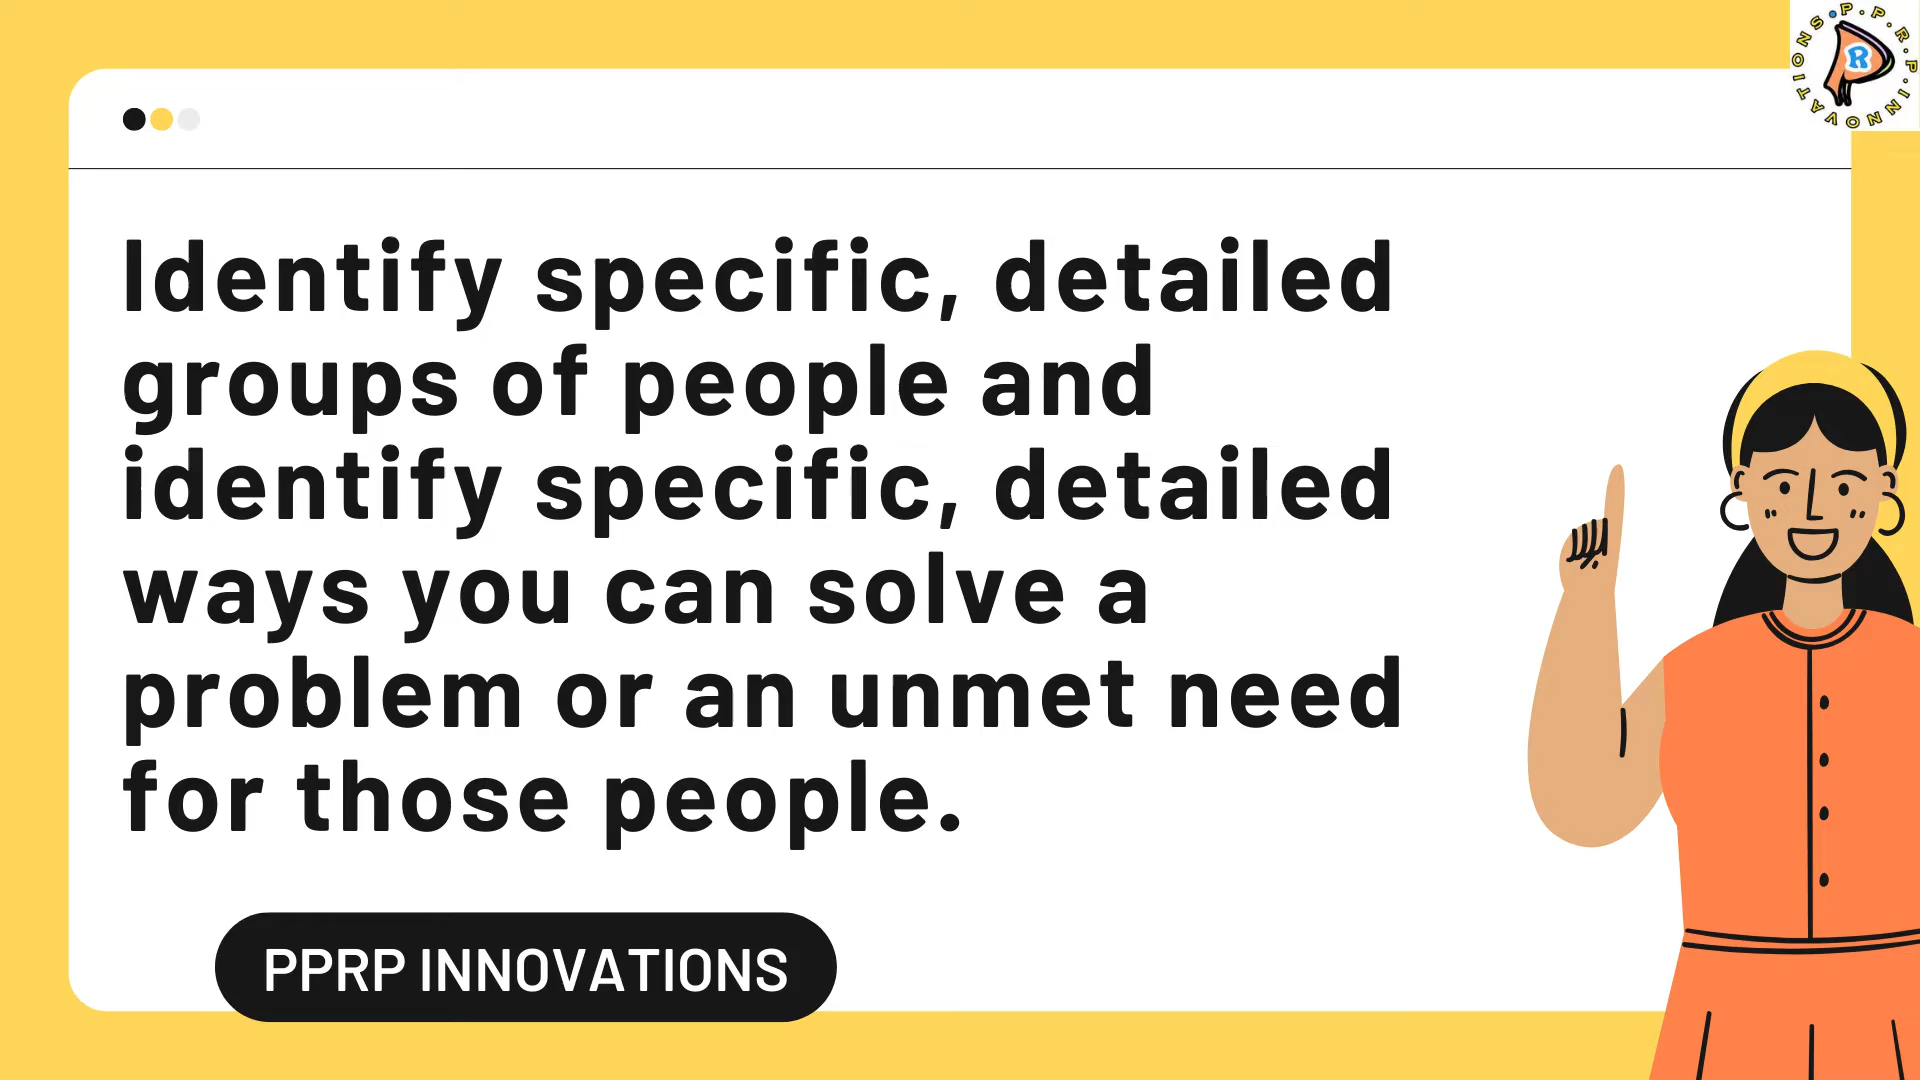 P.P.R.P.INNOVATIONS.
R
Identify specific, detailed
groups of people and
identify specific, detailed
ways you can solve a
problem or an unmet need
for those people.
PPRP INNOVATIONS